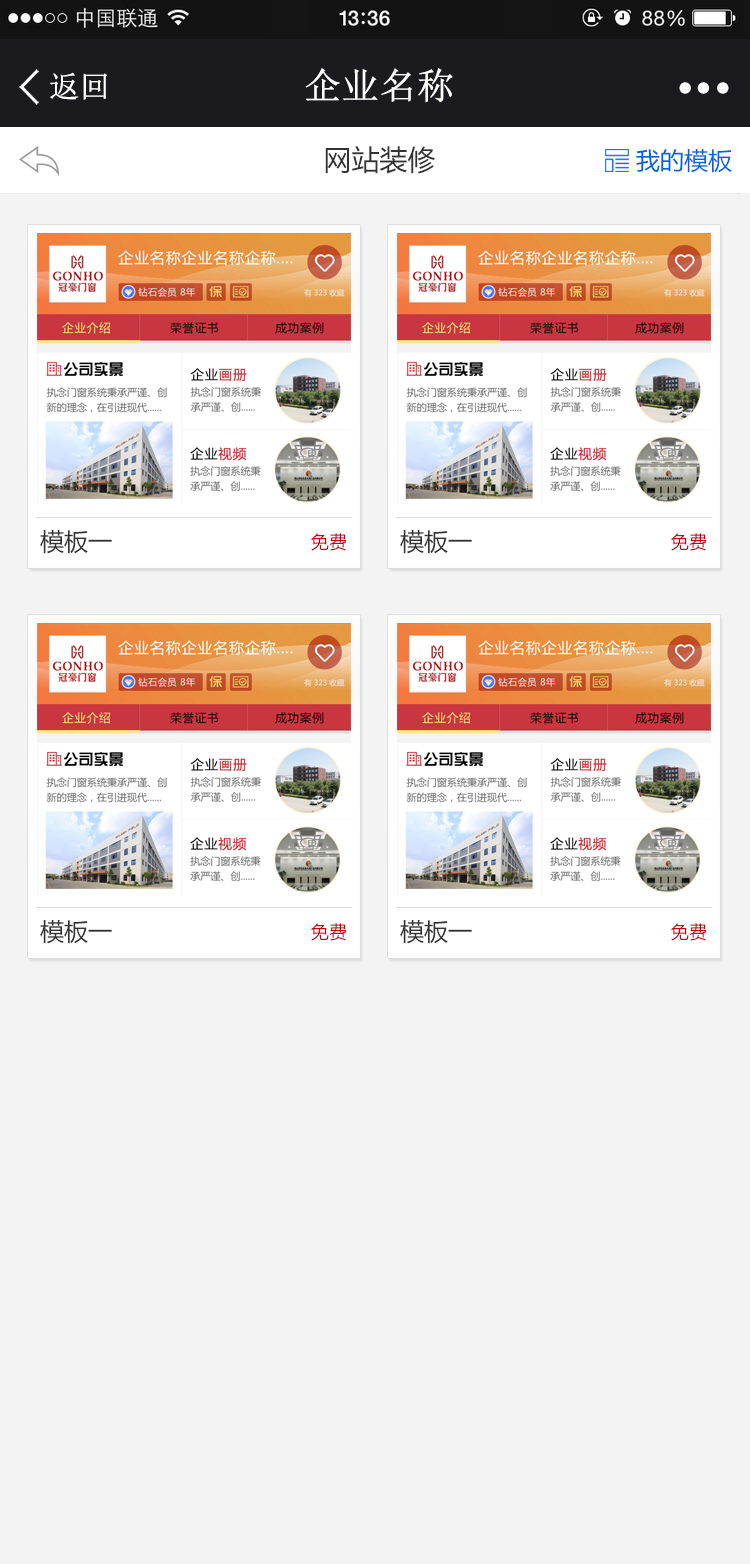 中国联通 13:36 88%
返回 企业名称
网站装修 我的模板
GONHO
冠豪门窗
企业名称企业名称企称....
钻石会员 8年 保
有 323 收藏
企业介绍 荣誉证书 成功案例
公司实景
执念门窗系统秉承严谨、创
新的理念，在引进现代......
企业画册
执念门窗系统秉
承严谨、创......
企业视频
执念门窗系统秉
承严谨、创......
模板一 免费
GONHO
冠豪门窗
企业名称企业名称企称....
钻石会员 8年 保
有 323 收藏
企业介绍 荣誉证书 成功案例
公司实景
执念门窗系统秉承严谨、创
新的理念，在引进现代......
企业画册
执念门窗系统秉
承严谨、创......
企业视频
执念门窗系统秉
承严谨、创......
模板一 免费
GONHO
冠豪门窗
企业名称企业名称企称....
钻石会员 8年 保
有 323 收藏
企业介绍 荣誉证书 成功案例
公司实景
执念门窗系统秉承严谨、创
新的理念，在引进现代......
企业画册
执念门窗系统秉
承严谨、创......
企业视频
执念门窗系统秉
承严谨、创......
模板一 免费
GONHO
冠豪门窗
企业名称企业名称企称....
钻石会员 8年 保
有 323 收藏
企业介绍 荣誉证书 成功案例
公司实景
执念门窗系统秉承严谨、创
新的理念，在引进现代......
企业画册
执念门窗系统秉
承严谨、创......
企业视频
执念门窗系统秉
承严谨、创......
模板一 免费